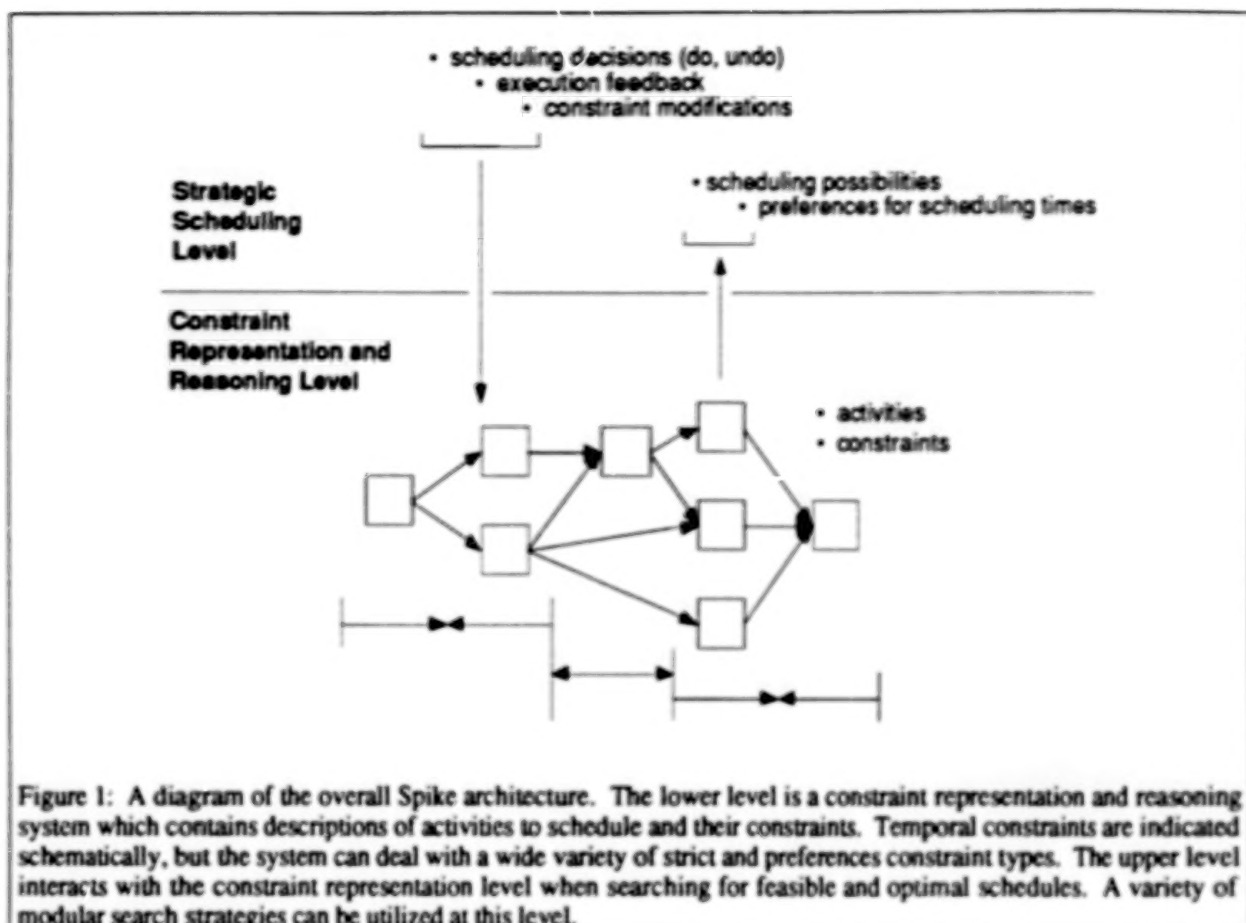 • scheduling decisions (do, undo)
• execution feedback
• constraint modifications
Strategic
Scheduling
Level
• scheduling possibilities
• preferences for scheduling times
Constraint
Representation and
Reasoning Level
• activities
• constraints
Figure 1: A diagram of the overall Spike architecture. The lower level is a constraint representation and reasoning
system which contains descriptions of activities to schedule and their constraints. Temporal constraints are indicated
schematically, but the system can deal with a wide variety of strict and preferences constraint types. The upper level
interacts with the constraint representation level when searching for feasible and optimal schedules. A variety of
modular search strategies can be utilized at this level.